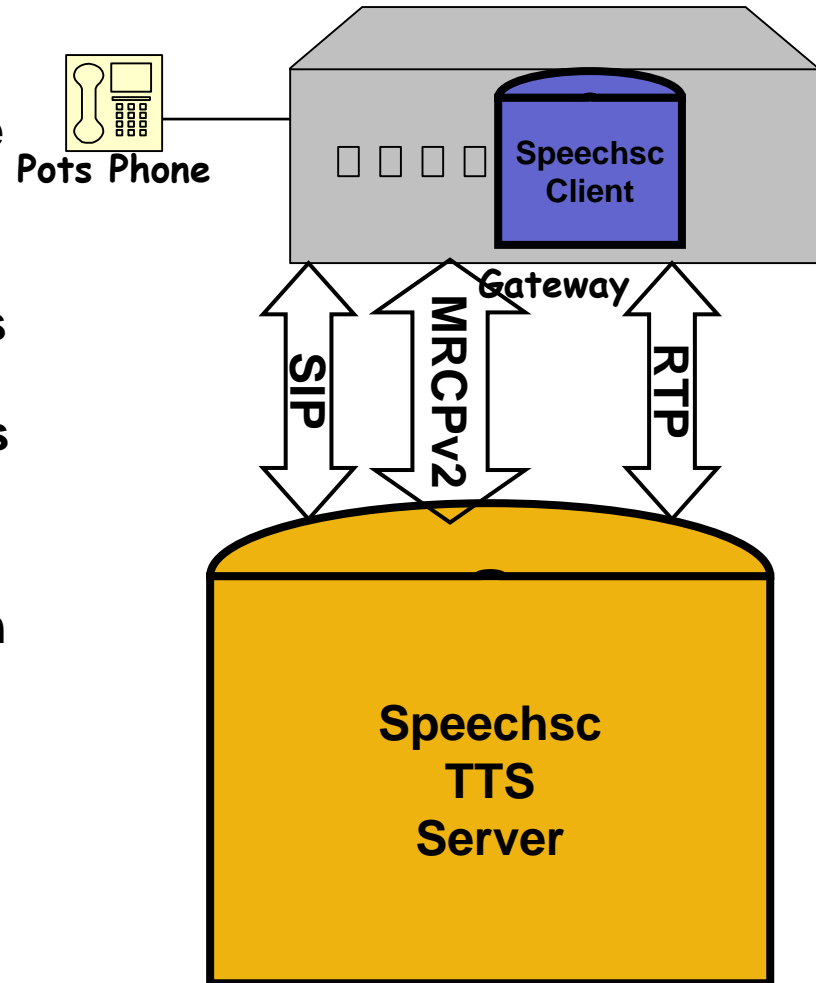 Pots Phone
Speechsc
Client
Gateway
SIP
MRCPv2
RTP
Speechsc
TTS
Server